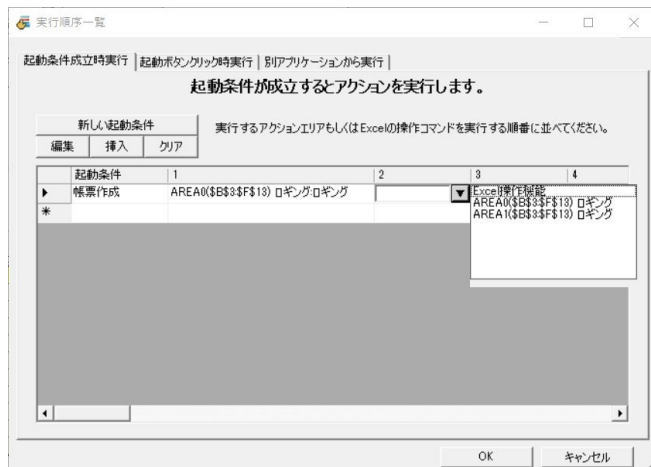 実行順序一覧
起動条件成立時実行 起動ボタンクリック時実行 別アプリケーションから実行
起動条件が成立するとアクションを実行します。
新しい起動条件
実行するアクションエリアもしくはExcelの操作コマンドを実行する順番に並べてください。
編集 挿入 クリア
起動条件 1 2 3 4
帳票作成 AREA0($B$3:$F$13) ロギング:ロギング
Excel操作機能
AREA0($B$3:$F$13) ロギング
AREA1($B$3:$F$13) ロギング
OK キャンセル